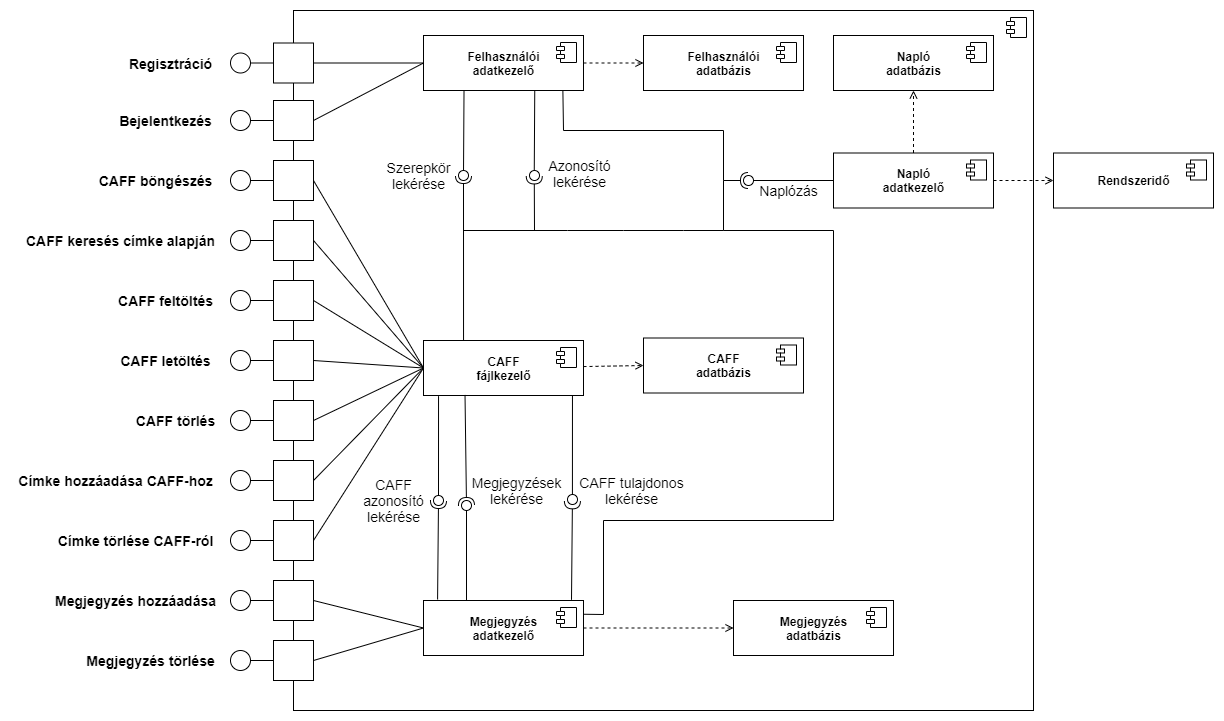 Regisztráció
Bejelentkezés
CAFF böngészés
CAFF keresés címke alapján
CAFF feltöltés
CAFF letöltés
CAFF törlés
Címke hozzáadása CAFF-hoz
Címke törlése CAFF-ról
Megjegyzés hozzáadása
Megjegyzés törlése
Felhasználói
adatkezelő
Felhasználói
adatbázis
Napló
adatbázis
Szerepkör
lekérése
Azonosító
lekérése
Naplózás
Napló
adatkezelő
Rendszeridő
CAFF
fájlkezelő
CAFF
adatbázis
CAFF
azonosító
lekérése
Megjegyzések
lekérése
CAFF tulajdonos
lekérése
Megjegyzés
adatkezelő
Megjegyzés
adatbázis